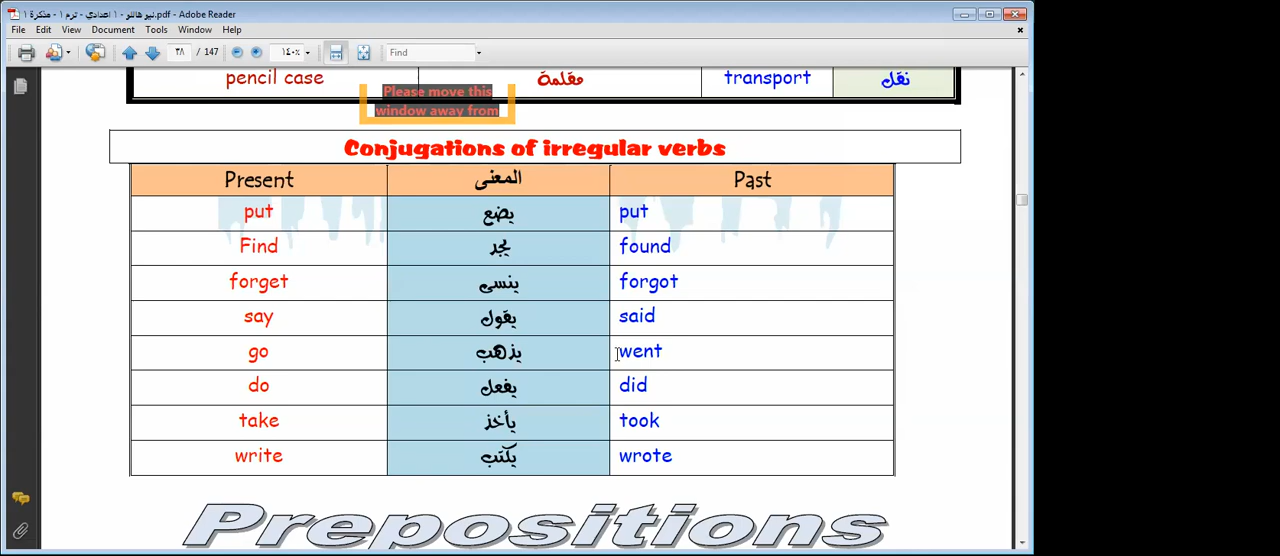 نيو هاللو - ١ اعدادي - ترم ١ - مذكرة ١.pdf - Adobe Reader
File Edit View Document Tools Window Help
٣٨ / 147 ١٤٠٪ Find
pencil case مقلمة transport نقل
Please move this
window away from
Conjugations of irregular verbs
Present المعنى Past
put يضع put
Find يجد found
forget ينسى forgot
say يقول said
go يذهب went
do يفعل did
take يأخذ took
write يكتب wrote
Prepositions